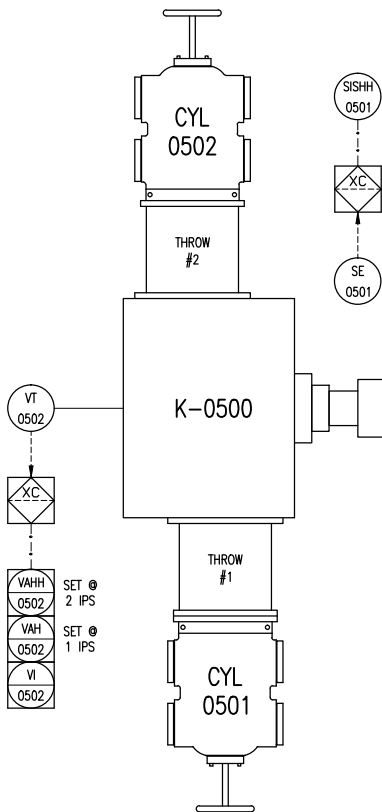 CYL
0502
SISHH
0501
XC
THROW
#2
SE
0501
VT
0502
K-0500
XC
VAHH
0502
SET @
2 IPS
THROW
#1
VAH
0502
SET @
1 IPS
VI
0502
CYL
0501